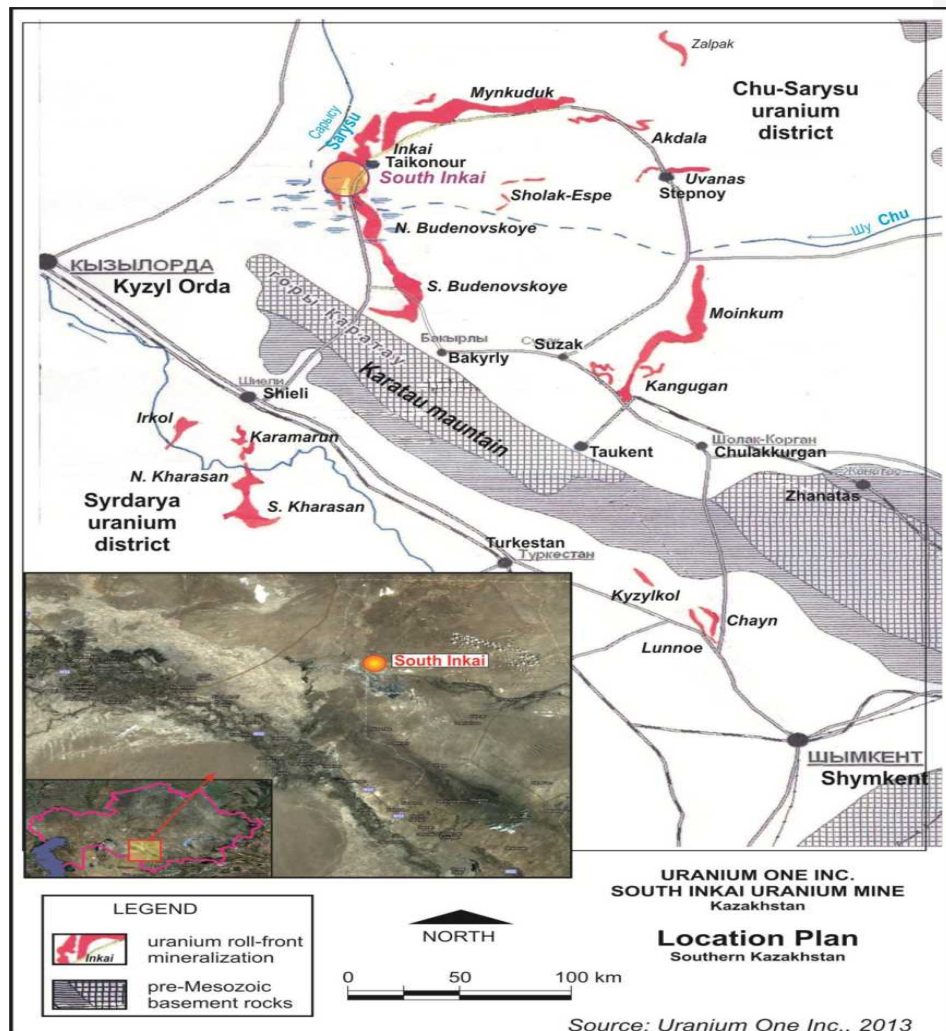 Zalpak
Mynkuduk
Chu-Sarysu
uranium
district
Сарысу
Sarysu
Akdala
Inkai
Taikonour
South Inkai
Uvanas
Stepnoy
Sholak-Espe
N. Budenovskoye
Шу Chu
КЫЗЫЛОРДА
Kyzyl Orda
горы Каратау
S. Budenovskoye
Moinkum
Бакырлы
Bakyrly
Suzak
Karatau mauntain
Kangugan
Шиели
Shieli
Irkol
Karamarun
Taukent
Шолак-Корган
Chulakkurgan
N. Kharasan
Zhanatas
Syrdarya
uranium
district
S. Kharasan
Turkestan
Туркестан
Kyzylkol
Chayn
Lunnoe
South Inkai
ШЫМКЕНТ
Shymkent
URANIUM ONE INC.
SOUTH INKAI URANIUM MINE
Kazakhstan
Location Plan
Southern Kazakhstan
LEGEND
Inkai
uranium roll-front
mineralization
pre-Mesozoic
basement rocks
NORTH
0 50 100 km
Source: Uranium One Inc., 2013